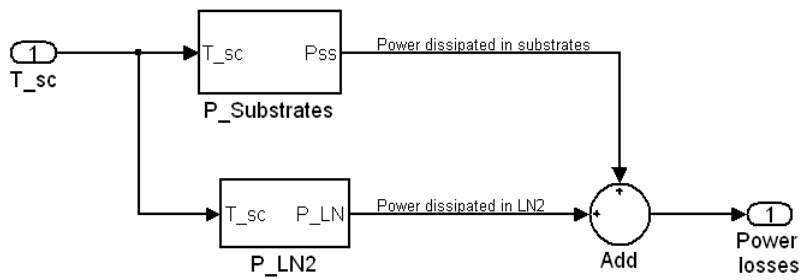 1
T_sc
T_sc
Pss
Power dissipated in substrates
P_Substrates
T_sc
P_LN
Power dissipated in LN2
P_LN2
+
+
Add
1
Power
losses